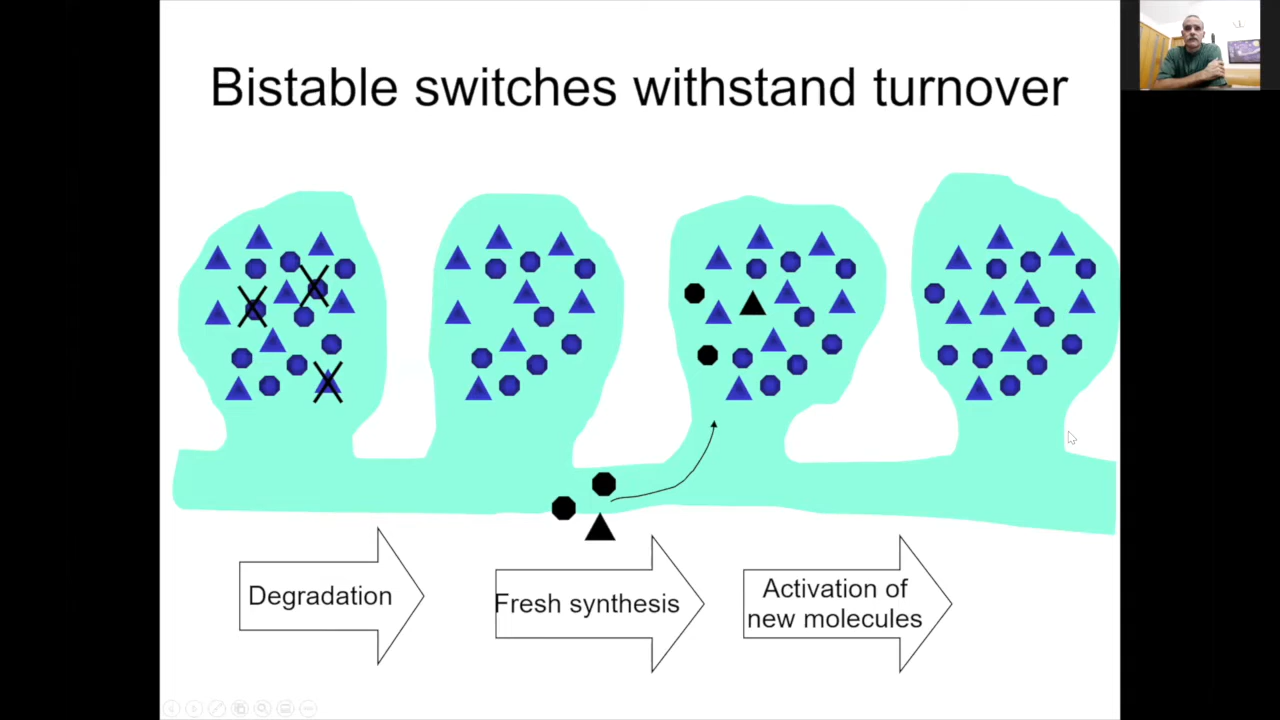 Bistable switches withstand turnover
Degradation
Fresh synthesis
Activation of
new molecules